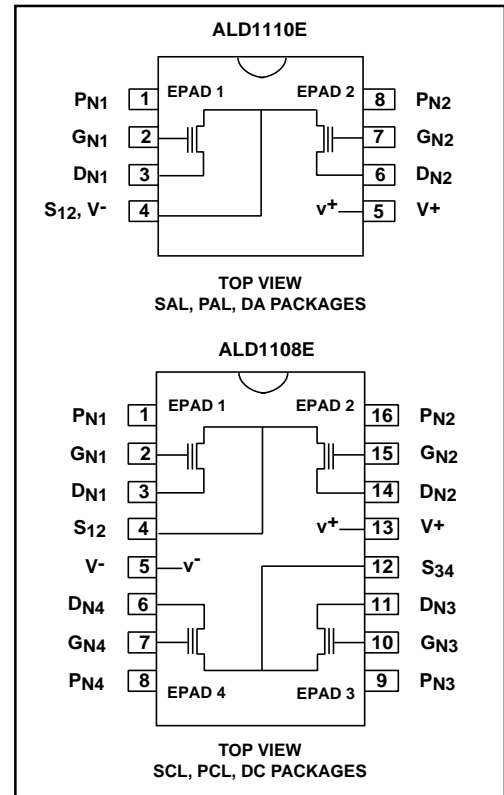 ALD1110E
EPAD 1 EPAD 2
PN1 1 8 PN2
GN1 2 7 GN2
DN1 3 6 DN2
S12, V- 4 v+ 5 V+
TOP VIEW
SAL, PAL, DA PACKAGES
ALD1108E
EPAD 1 EPAD 2
PN1 1 16 PN2
GN1 2 15 GN2
DN1 3 14 DN2
S12 4 v+ 13 V+
V- 5 v- 12 S34
DN4 6 11 DN3
GN4 7 10 GN3
PN4 8 9 PN3
EPAD 4 EPAD 3
TOP VIEW
SCL, PCL, DC PACKAGES